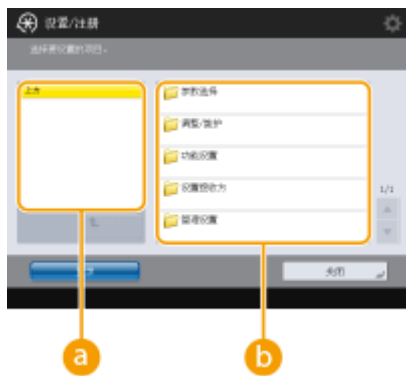 设置/注册
选择要设置的项目。
上方
参数选择
调整/维护
功能设置
设置接收方
管理设置
1/1
关闭
a
b